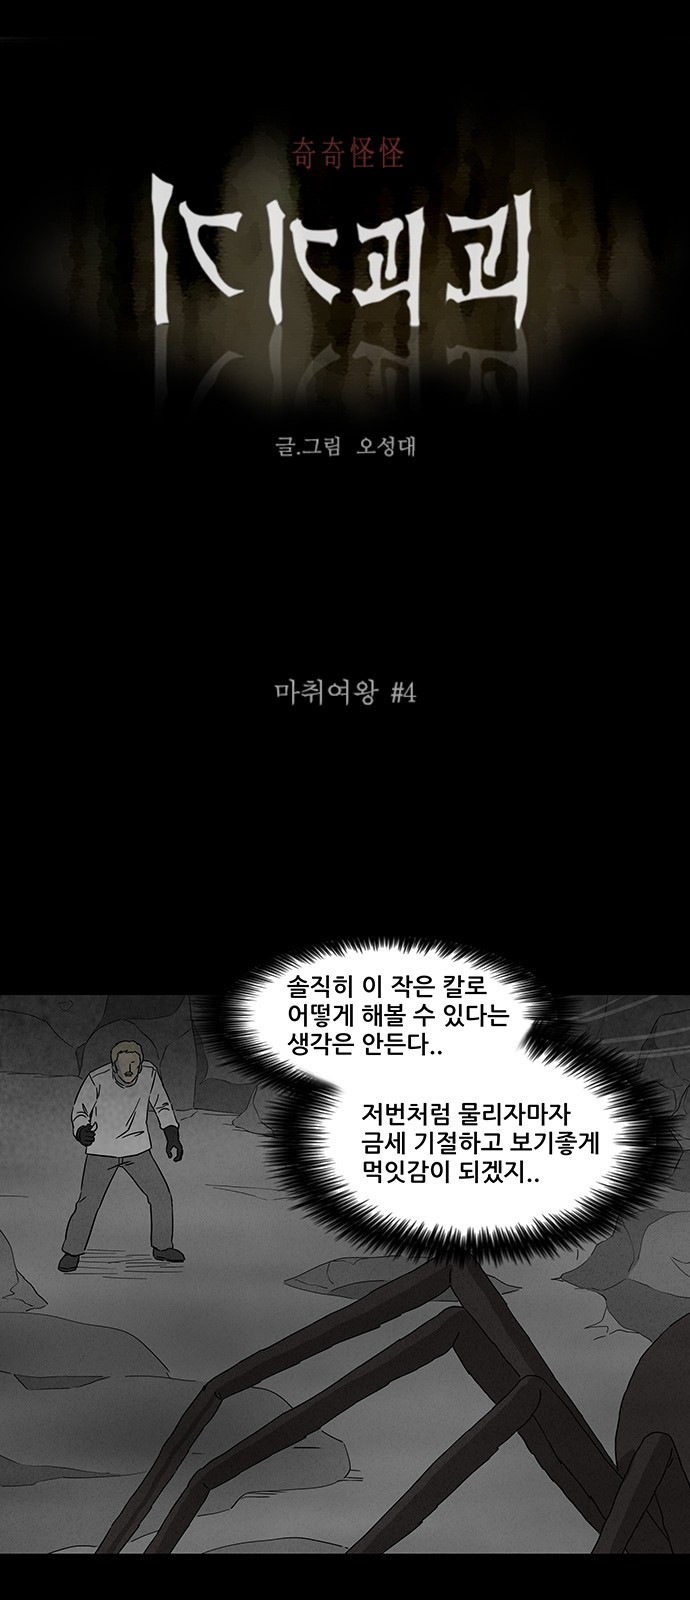 奇奇怪怪
기기괴괴
글.그림 오성대
마취여왕 #4
솔직히 이 작은 칼로
어떻게 해볼 수 있다는
생각은 안든다..
저번처럼 물리자마자
금세 기절하고 보기좋게
먹잇감이 되겠지..